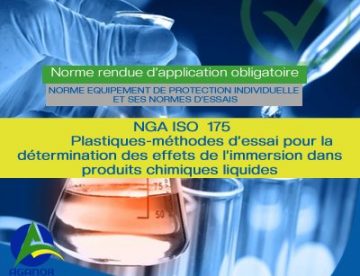 Norme rendue d'application obligatoire
NORME EQUIPEMENT DE PROTECTION INDIVIDUELLE
ET SES NORMES D'ESSAIS
NGA ISO 175
Plastiques-méthodes d'essai pour la
détermination des effets de l'immersion dans
produits chimiques liquides
50
AGANOR